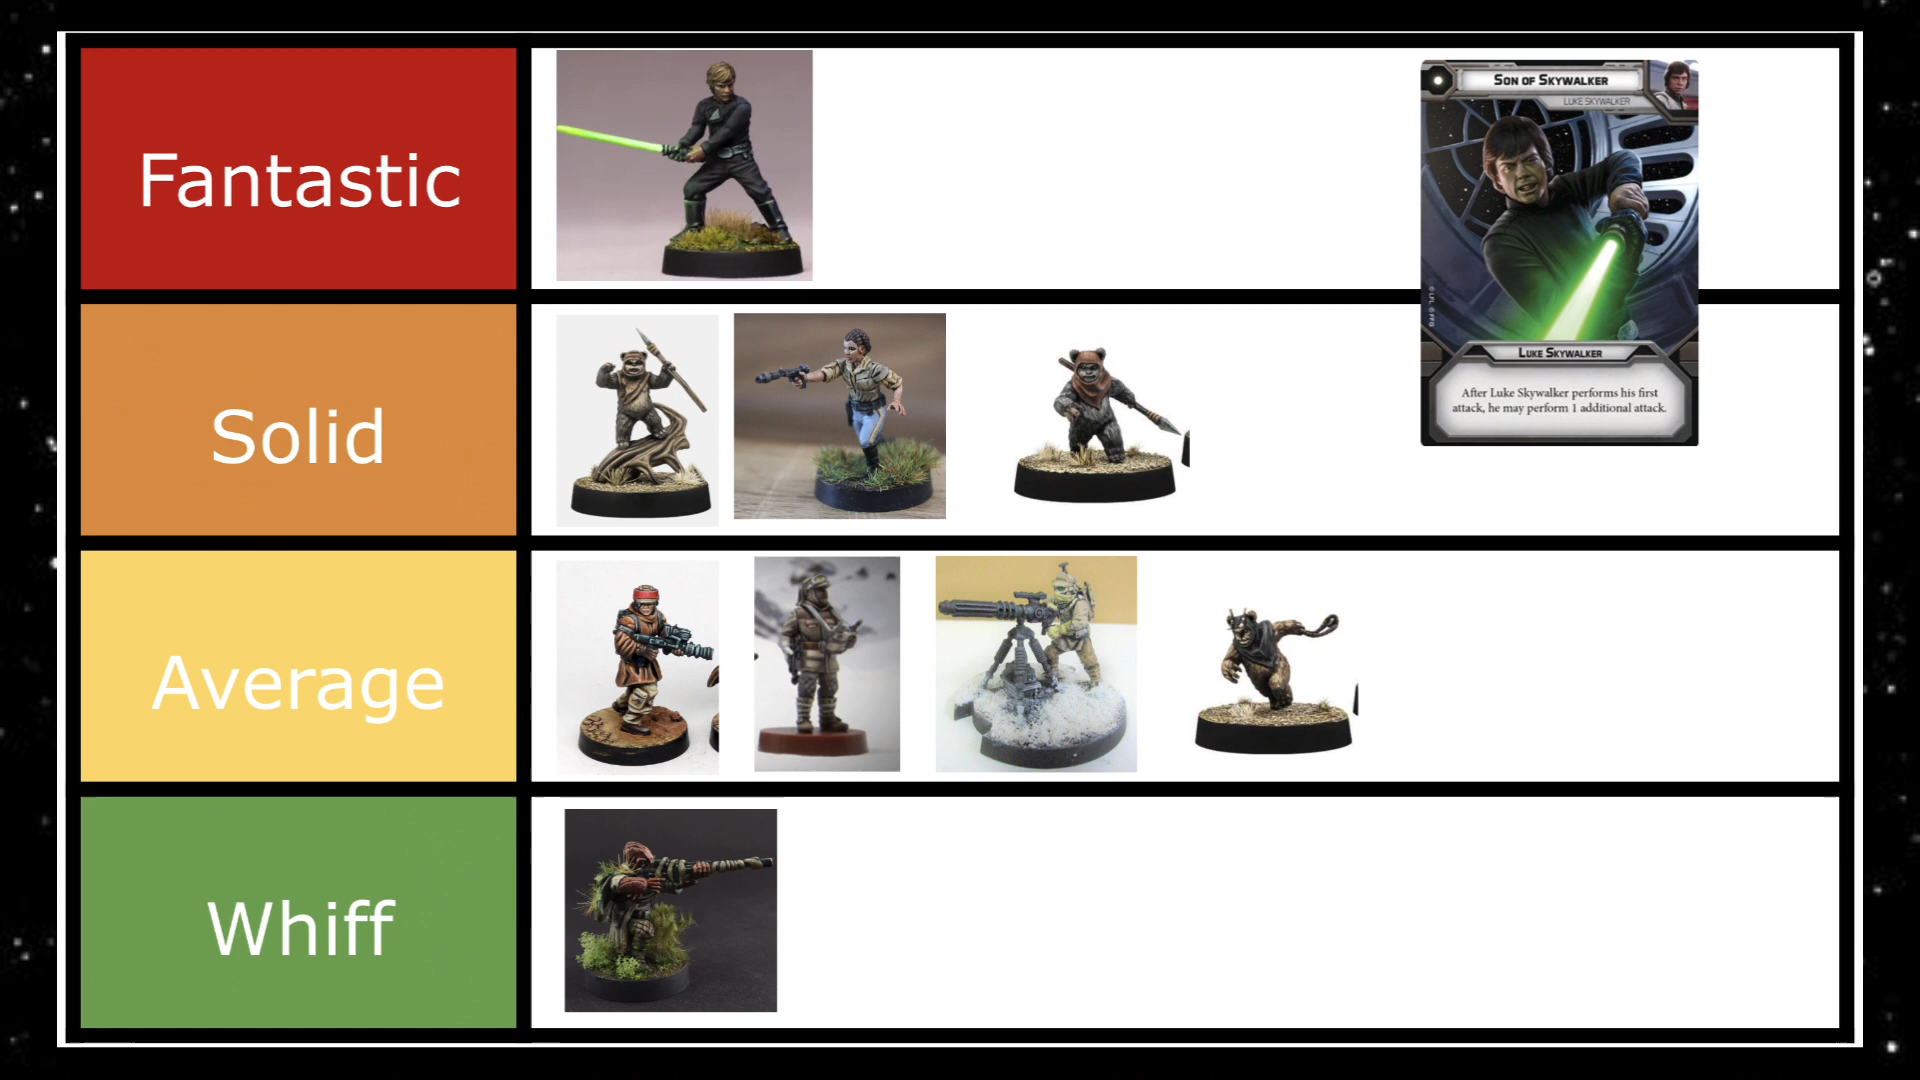 Fantastic
SON OF SKYWALKER
LUKE SKYWALKER
Solid
LUKE SKYWALKER
After Luke Skywalker performs his first
attack, he may perform 1 additional attack.
Average
Whiff